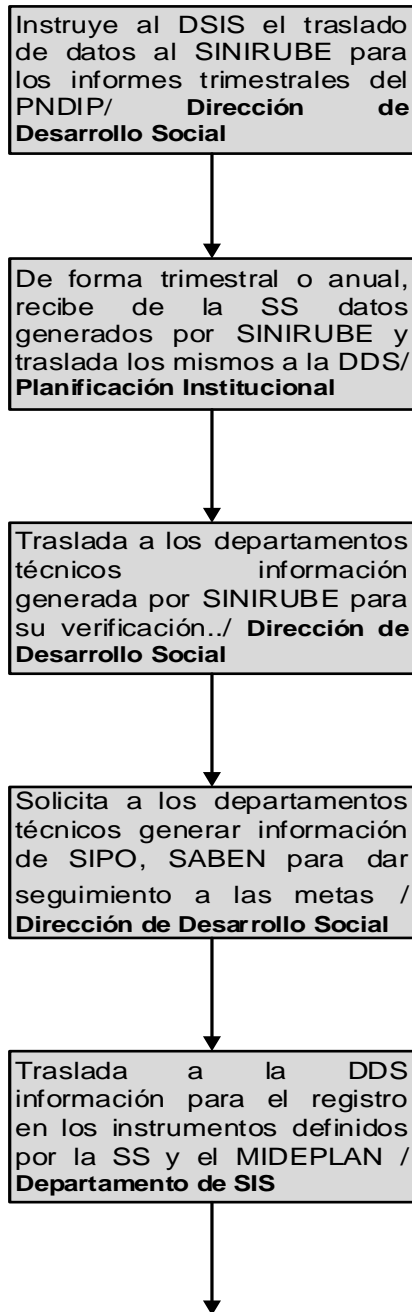 Instruye al DSIS el traslado
de datos al SINIRUBE para
los informes trimestrales del
PNDIP/ Dirección de
Desarrollo Social
De forma trimestral o anual,
recibe de la SS datos
generados por SINIRUBE y
traslada los mismos a la DDS/
Planificación Institucional
Traslada a los departamentos
técnicos información
generada por SINIRUBE para
su verificación../ Dirección de
Desarrollo Social
Solicita a los departamentos
técnicos generar información
de SIPO, SABEN para dar
seguimiento a las metas /
Dirección de Desarrollo Social
Traslada a la DDS
información para el registro
en los instrumentos definidos
por la SS y el MIDEPLAN /
Departamento de SIS